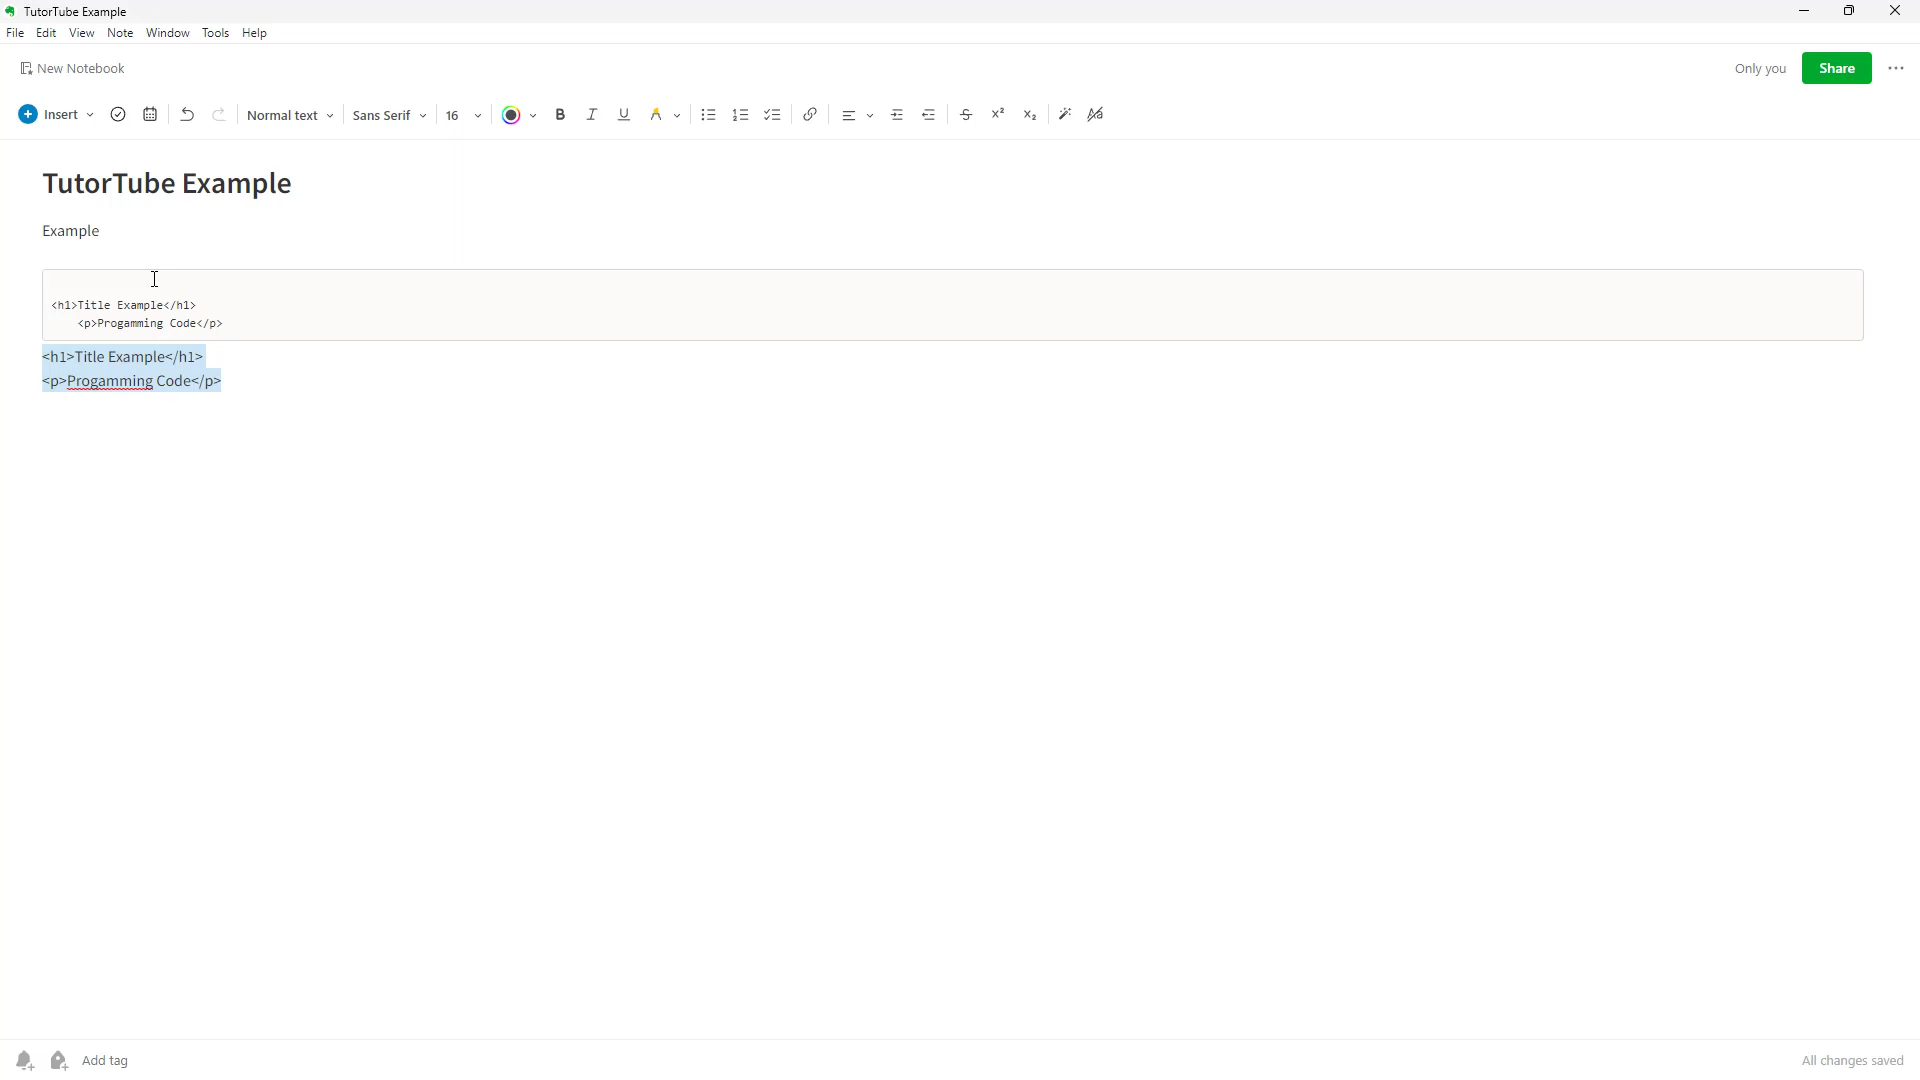 TutorTube Example
File Edit View Note Window Tools Help
New Notebook
Only you Share
Insert Normal text Sans Serif 16
TutorTube Example
Example
<h1>Title Example</h1>
<p>Progamming Code</p>
<h1>Title Example</h1>
<p>Progamming Code</p>
Add tag
All changes saved